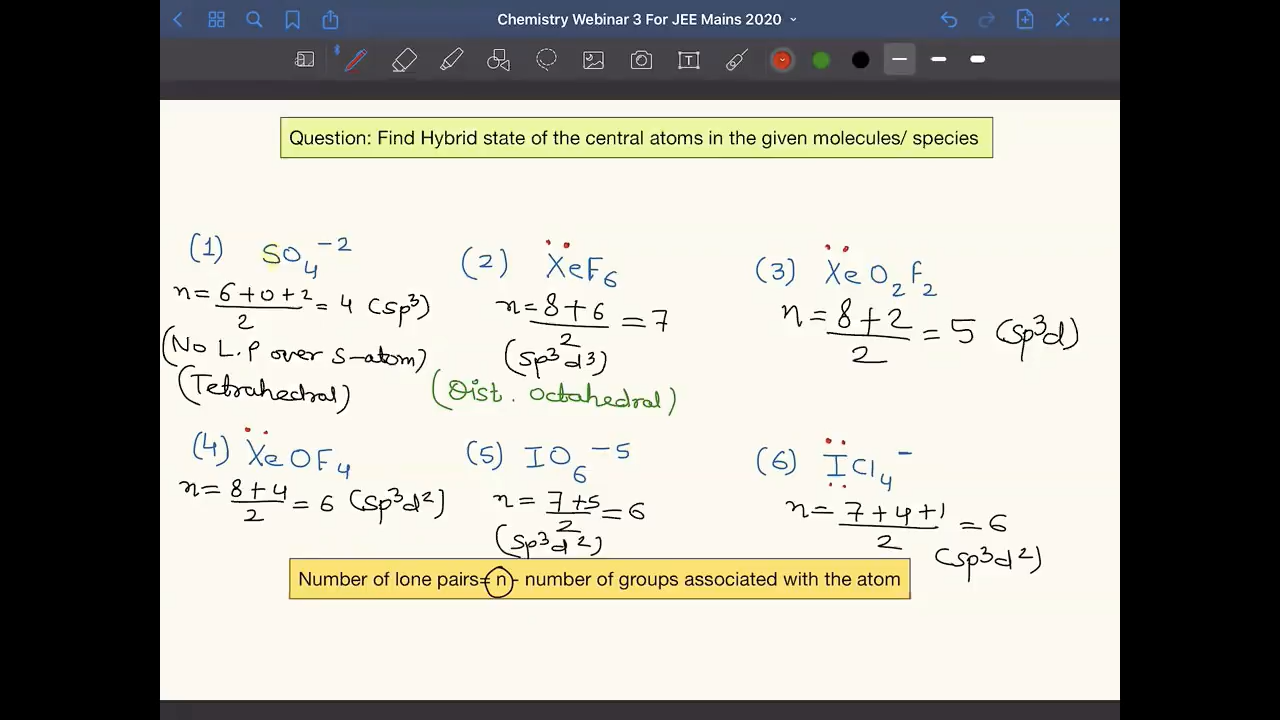 Chemistry Webinar 3 For JEE Mains 2020
Question: Find Hybrid state of the central atoms in the given molecules/ species
(1) SO₄⁻²
n = (6+0+2)/2 = 4 (sp³)
(No L.P over S-atom)
(Tetrahedral)
(2) XeF₆
n = (8+6)/2 = 7
(sp³d³)
(Dist. octahedral)
(3) XeO₂F₂
n = (8+2)/2 = 5 (sp³d)
(4) XeOF₄
n = (8+4)/2 = 6 (sp³d²)
(5) IO₆⁻⁵
n = (7+5)/2 = 6
(sp³d²)
(6) ICl₄⁻
n = (7+4+1)/2 = 6
(sp³d²)
Number of lone pairs= n - number of groups associated with the atom